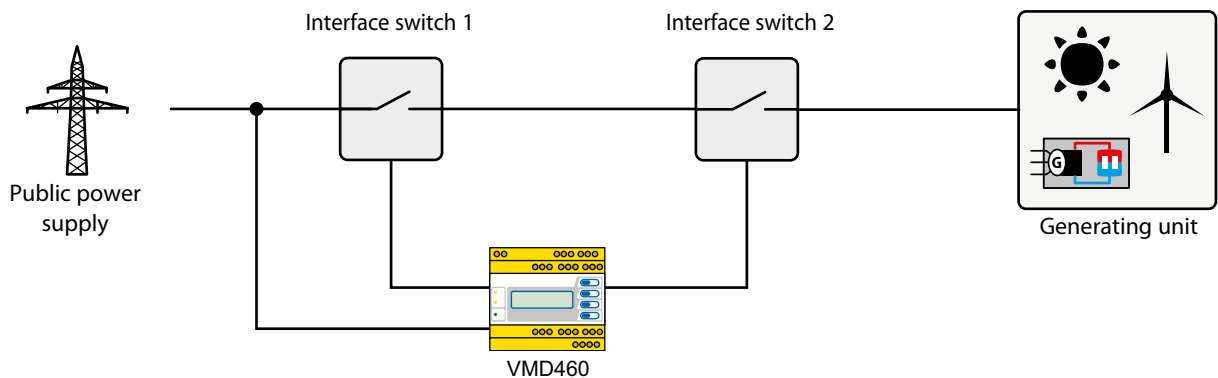 Interface switch 1
Interface switch 2
Public power
supply
G
Generating unit
VMD460